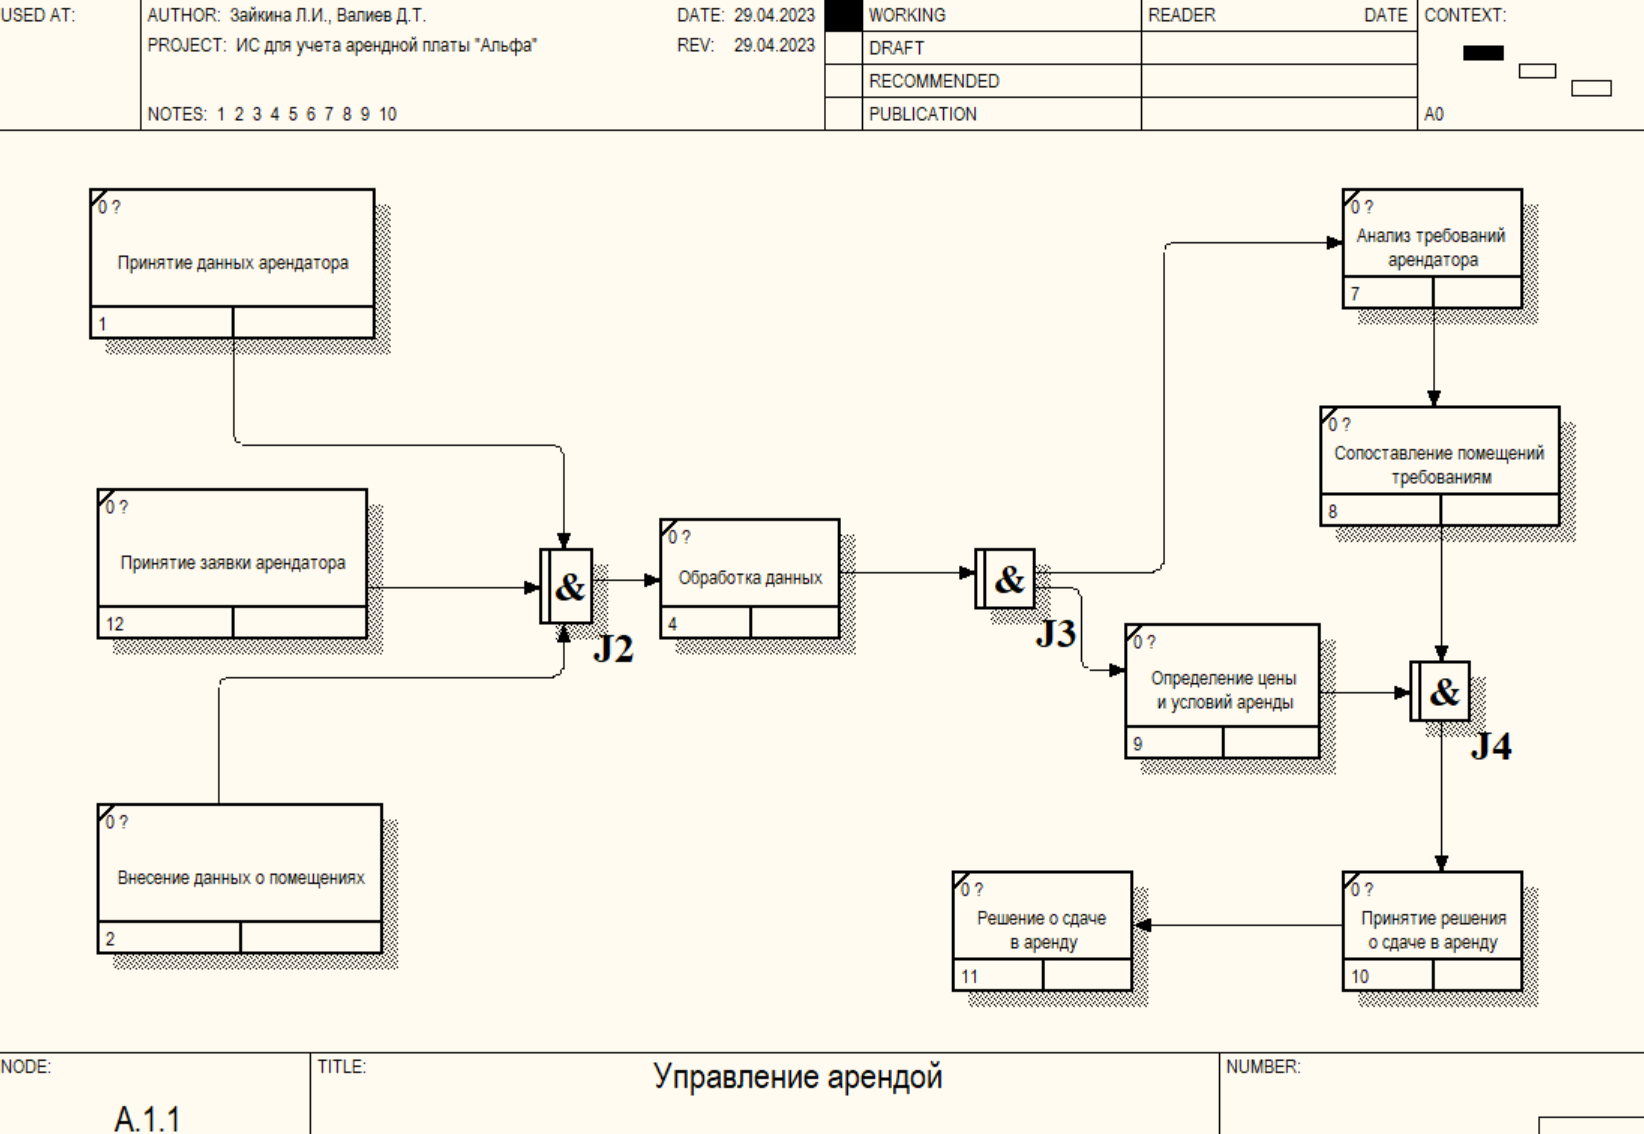 USED AT:
AUTHOR: Зайкина Л.И., Валиев Д.Т.
DATE: 29.04.2023
PROJECT: ИС для учета арендной платы "Альфа"
REV: 29.04.2023
NOTES: 1 2 3 4 5 6 7 8 9 10
WORKING
DRAFT
RECOMMENDED
PUBLICATION
READER DATE
CONTEXT:
A0
0 ?
Принятие данных арендатора
1
0 ?
Анализ требований
арендатора
7
0 ?
Сопоставление помещений
требованиям
8
0 ?
Принятие заявки арендатора
12
&
J2
0 ?
Обработка данных
4
&
J3
0 ?
Определение цены
и условий аренды
9
&
J4
0 ?
Внесение данных о помещениях
2
0 ?
Решение о сдаче
в аренду
11
0 ?
Принятие решения
о сдаче в аренду
10
NODE:
A.1.1
TITLE:
Управление арендой
NUMBER: